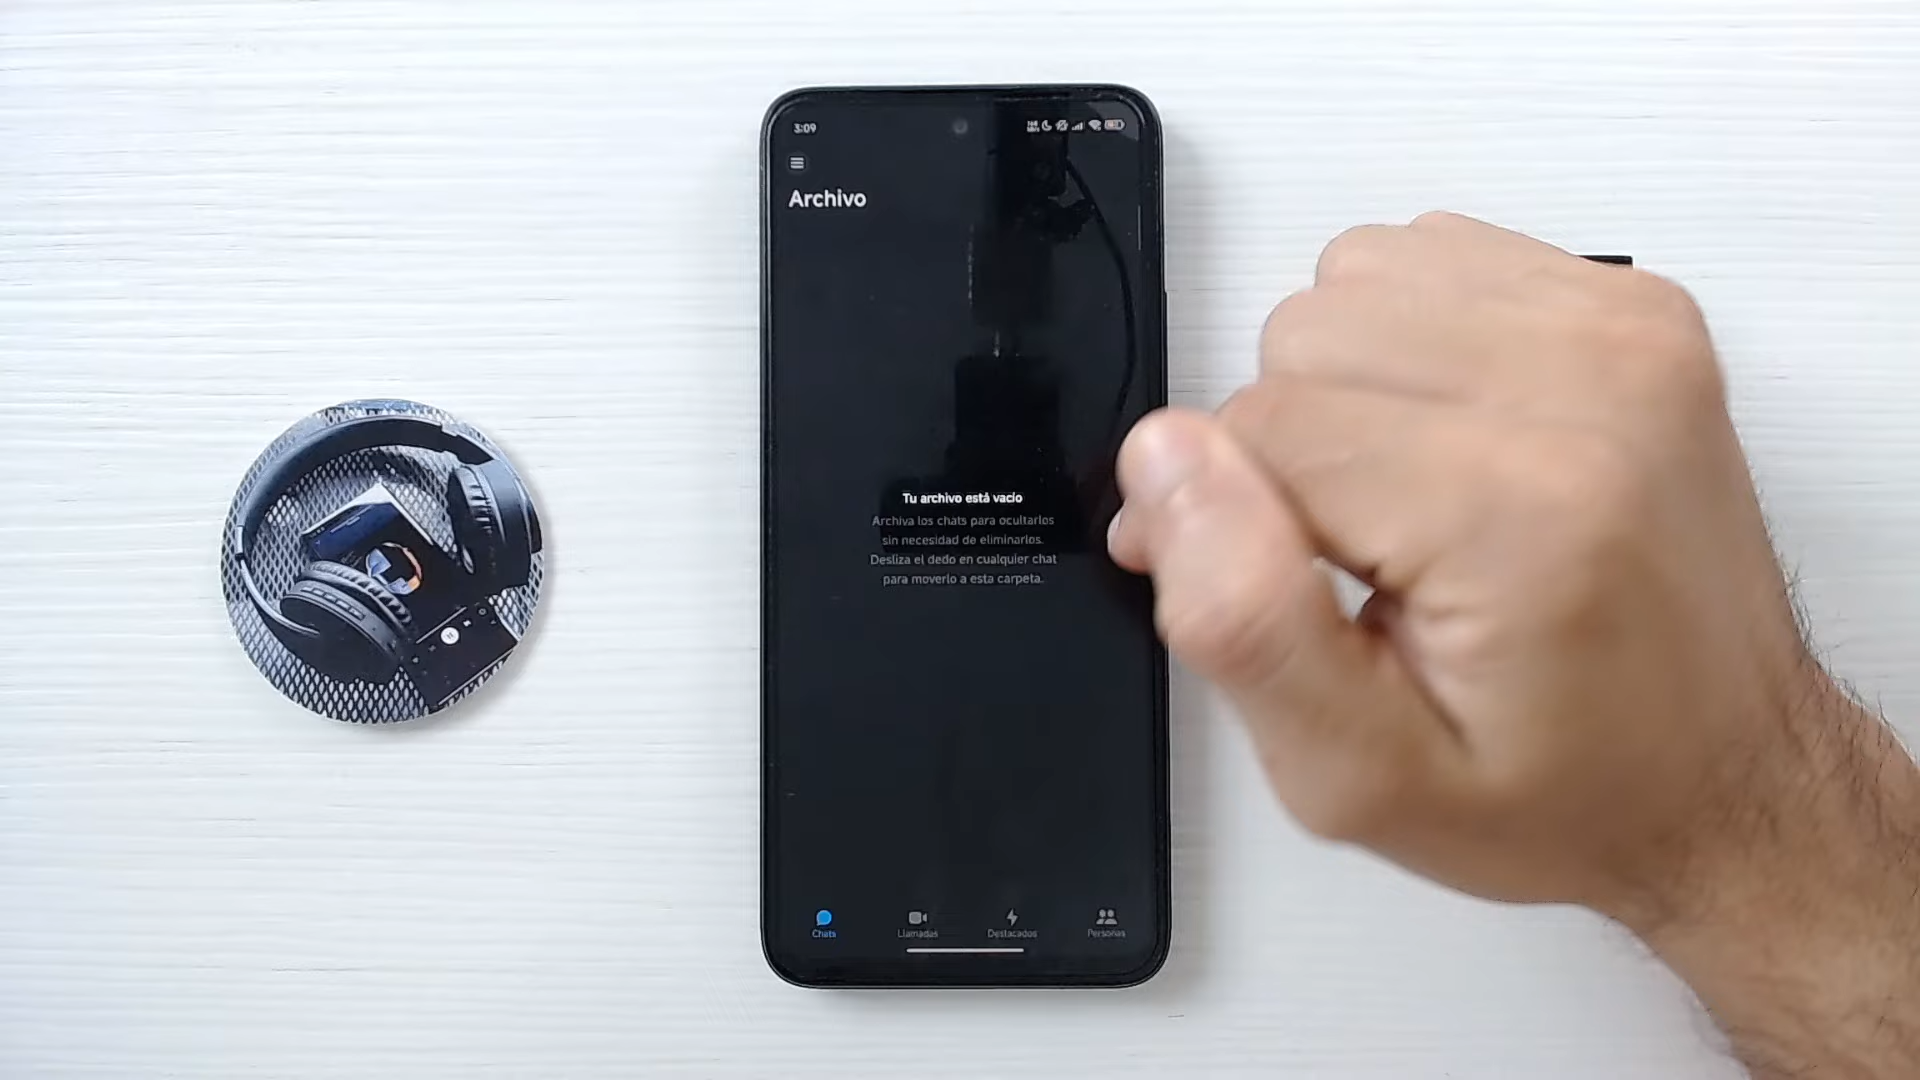 3:09
Archivo
Tu archivo está vacío
Archiva los chats para ocultarlos
sin necesidad de eliminarlos.
Desliza el dedo en cualquier chat
para moverlo a esta carpeta.
Chats
Llamadas
Destacados
Personas